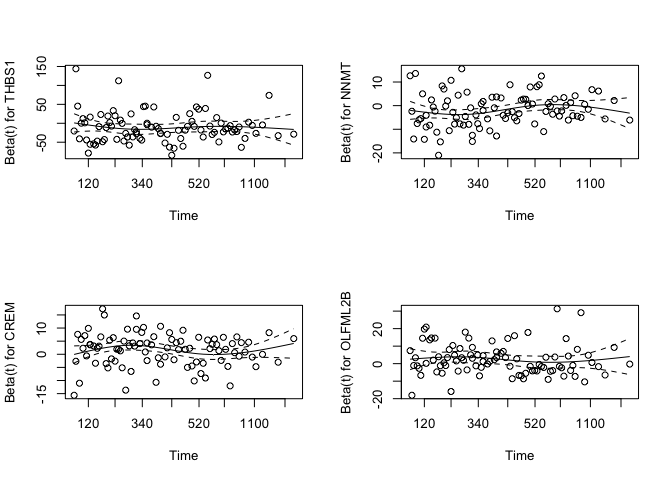 Beta(t) for THBS1
150
50
-50
120 340 520 1100
Time
Beta(t) for NNMT
10
0
-20
120 340 520 1100
Time
Beta(t) for CREM
10
0
-15
120 340 520 1100
Time
Beta(t) for OLFML2B
20
0
-20
120 340 520 1100
Time